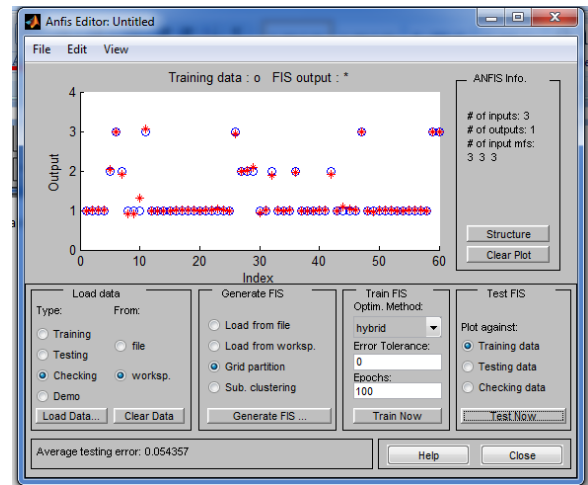 Anfis Editor: Untitled
File Edit View
Training data : o FIS output : *
4
3
2
1
0
Output
0 10 20 30 40 50 60
Index
ANFIS Info.
# of inputs: 3
# of outputs: 1
# of input mfs:
3 3 3
Structure
Clear Plot
Load data
Type: From:
Training
Testing
Checking
Demo
file
worksp.
Load Data... Clear Data
Generate FIS
Load from file
Load from worksp.
Grid partition
Sub. clustering
Generate FIS ...
Train FIS
Optim. Method:
hybrid
Error Tolerance:
0
Epochs:
100
Train Now
Test FIS
Plot against:
Training data
Testing data
Checking data
Test Now
Average testing error: 0.054357
Help Close